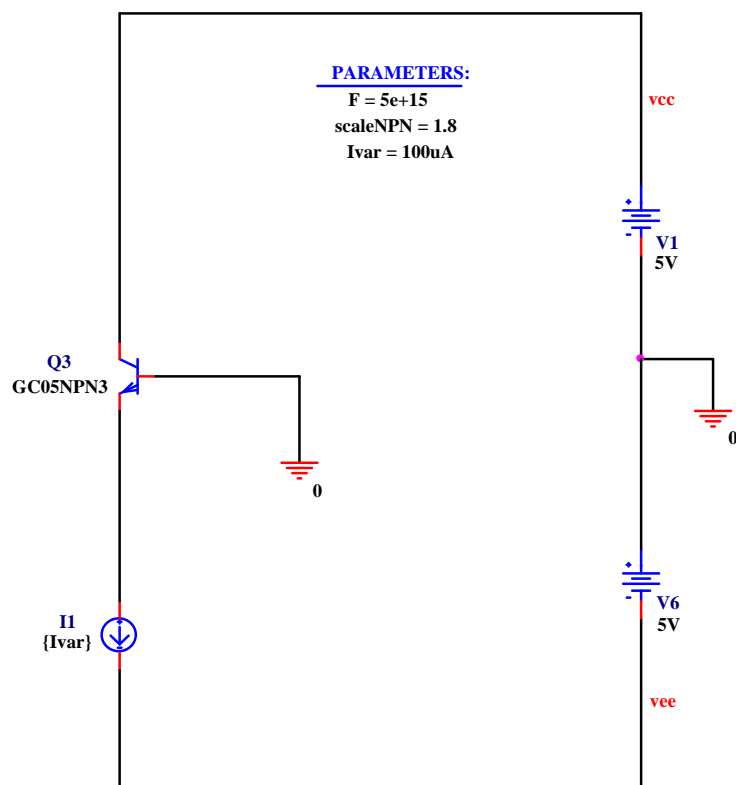 PARAMETERS:
F = 5e+15
scaleNPN = 1.8
Ivar = 100uA
vcc
V1
5V
Q3
GC05NPN3
0
0
I1
{Ivar}
V6
5V
vee